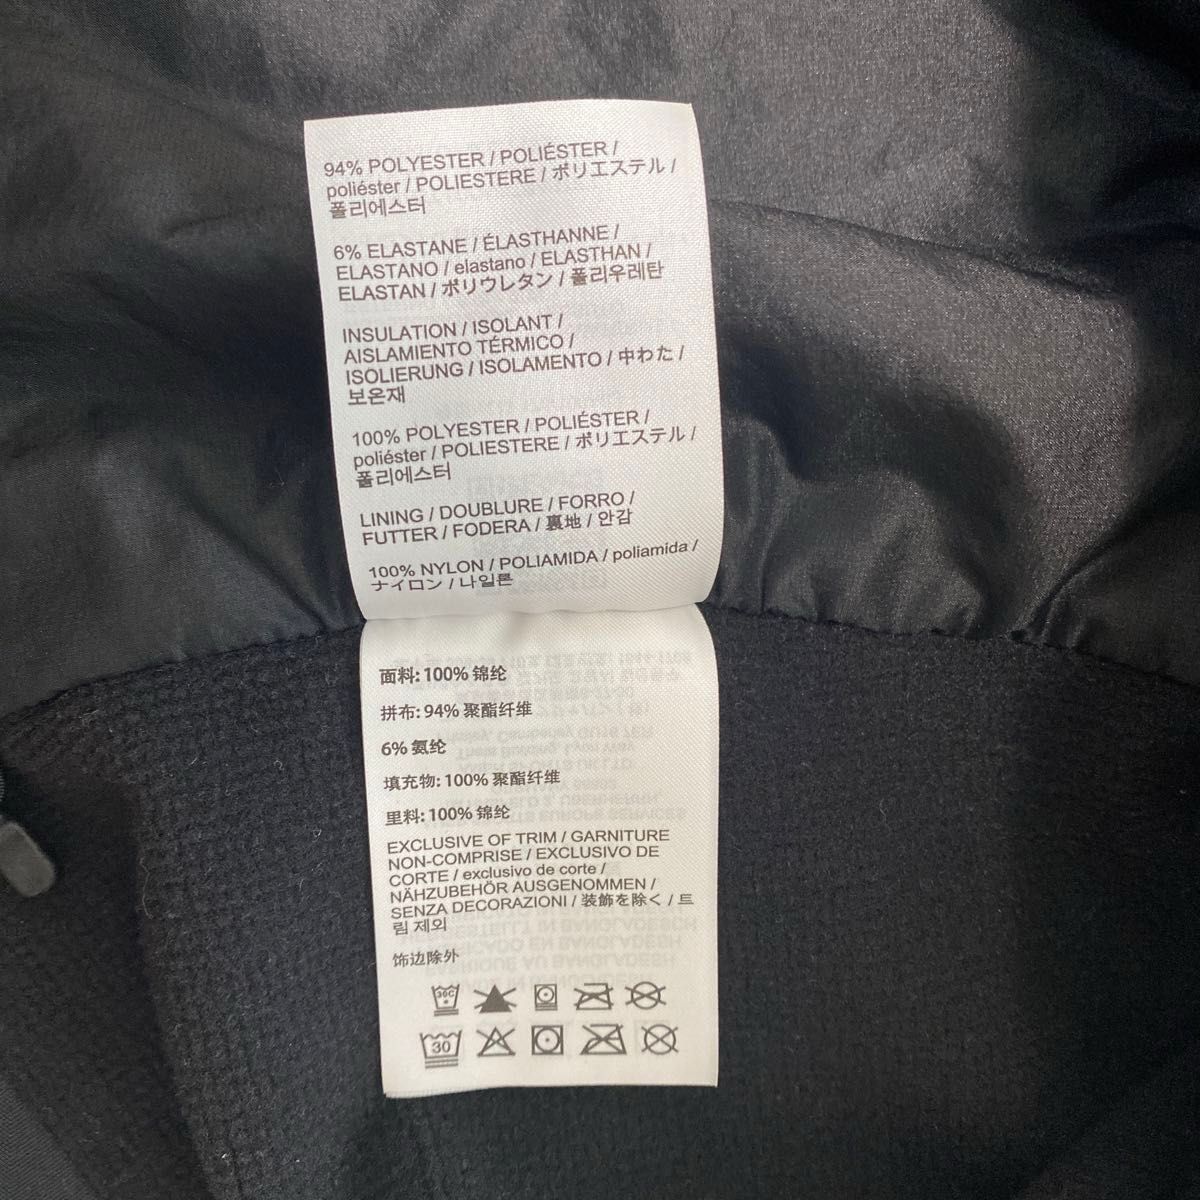 94% POLYESTER / POLIÉSTER /
poliéster / POLIESTERE / ポリエステル /
폴리에스터
6% ELASTANE / ÉLASTHANNE /
ELASTANO / elastano / ELASTHAN /
ELASTAN / ポリウレタン / 폴리우레탄
INSULATION / ISOLANT /
AISLAMIENTO TÉRMICO /
ISOLIERUNG / ISOLAMENTO / 中わた /
보온재
100% POLYESTER / POLIÉSTER /
poliéster / POLIESTERE / ポリエステル /
폴리에스터
LINING / DOUBLURE / FORRO /
FUTTER / FODERA / 裏地 / 안감
100% NYLON / POLIAMIDA / poliamida /
ナイロン / 나일론
面料: 100% 锦纶
拼布: 94% 聚酯纤维
6% 氨纶
填充物: 100% 聚酯纤维
里料: 100% 锦纶
EXCLUSIVE OF TRIM / GARNITURE
NON-COMPRISE / EXCLUSIVO DE
CORTE / exclusivo de corte /
NÄHZUBEHÖR AUSGENOMMEN /
SENZA DECORAZIONI / 装飾を除く / 트
림 제외
饰边除外
30C
30